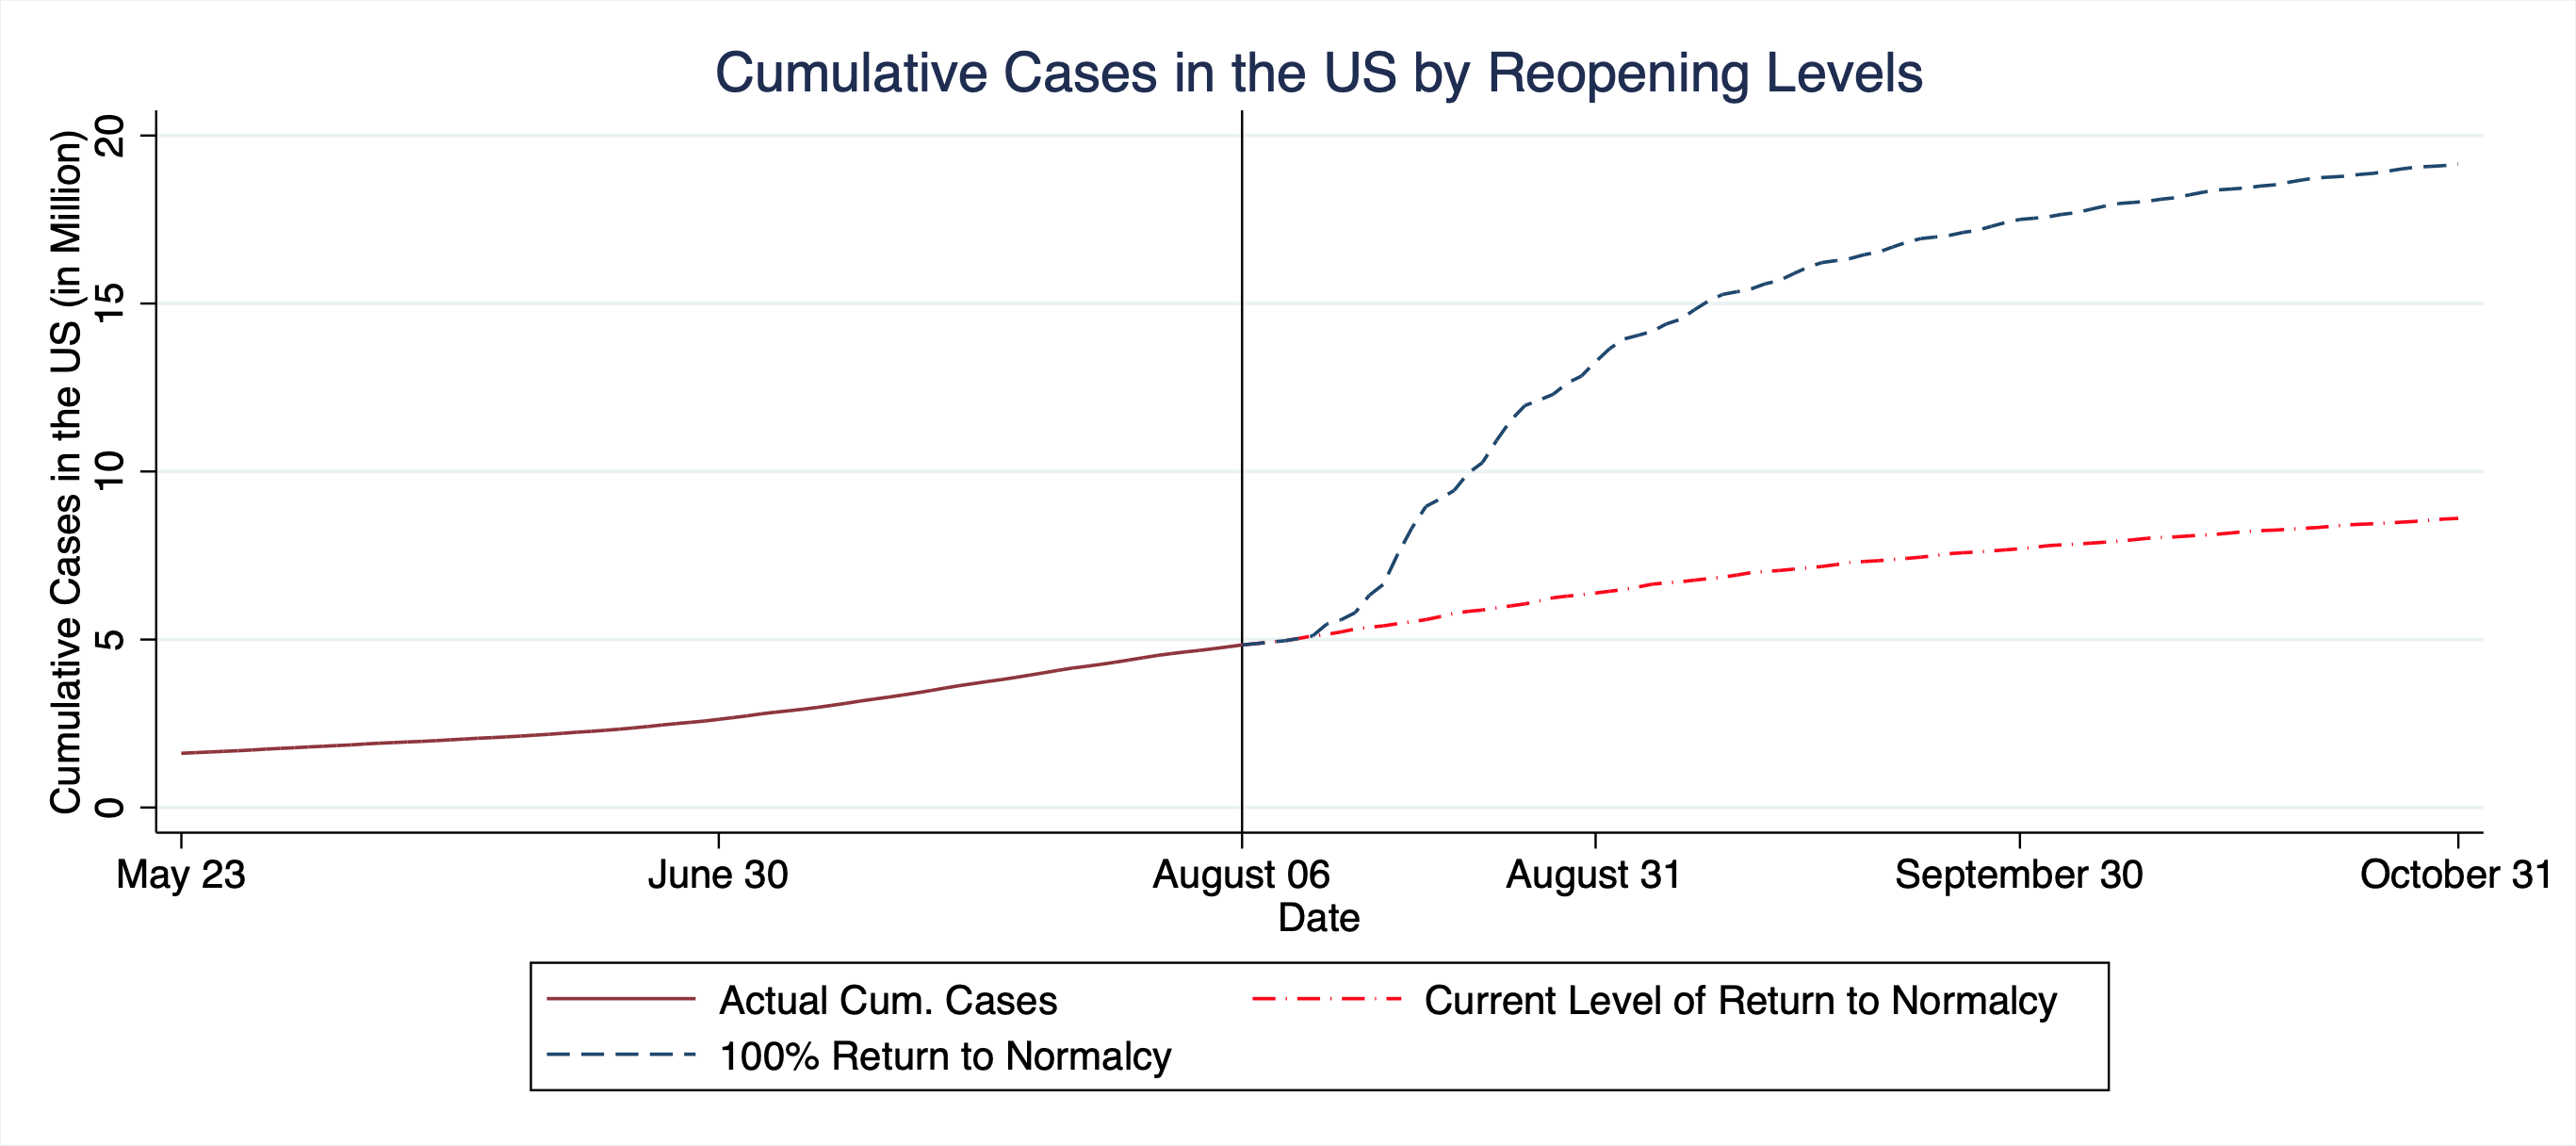 Cumulative Cases in the US by Reopening Levels
Cumulative Cases in the US (in Million)
20
15
10
5
0
May 23
June 30
August 06
August 31
September 30
October 31
Date
Actual Cum. Cases
Current Level of Return to Normalcy
100% Return to Normalcy